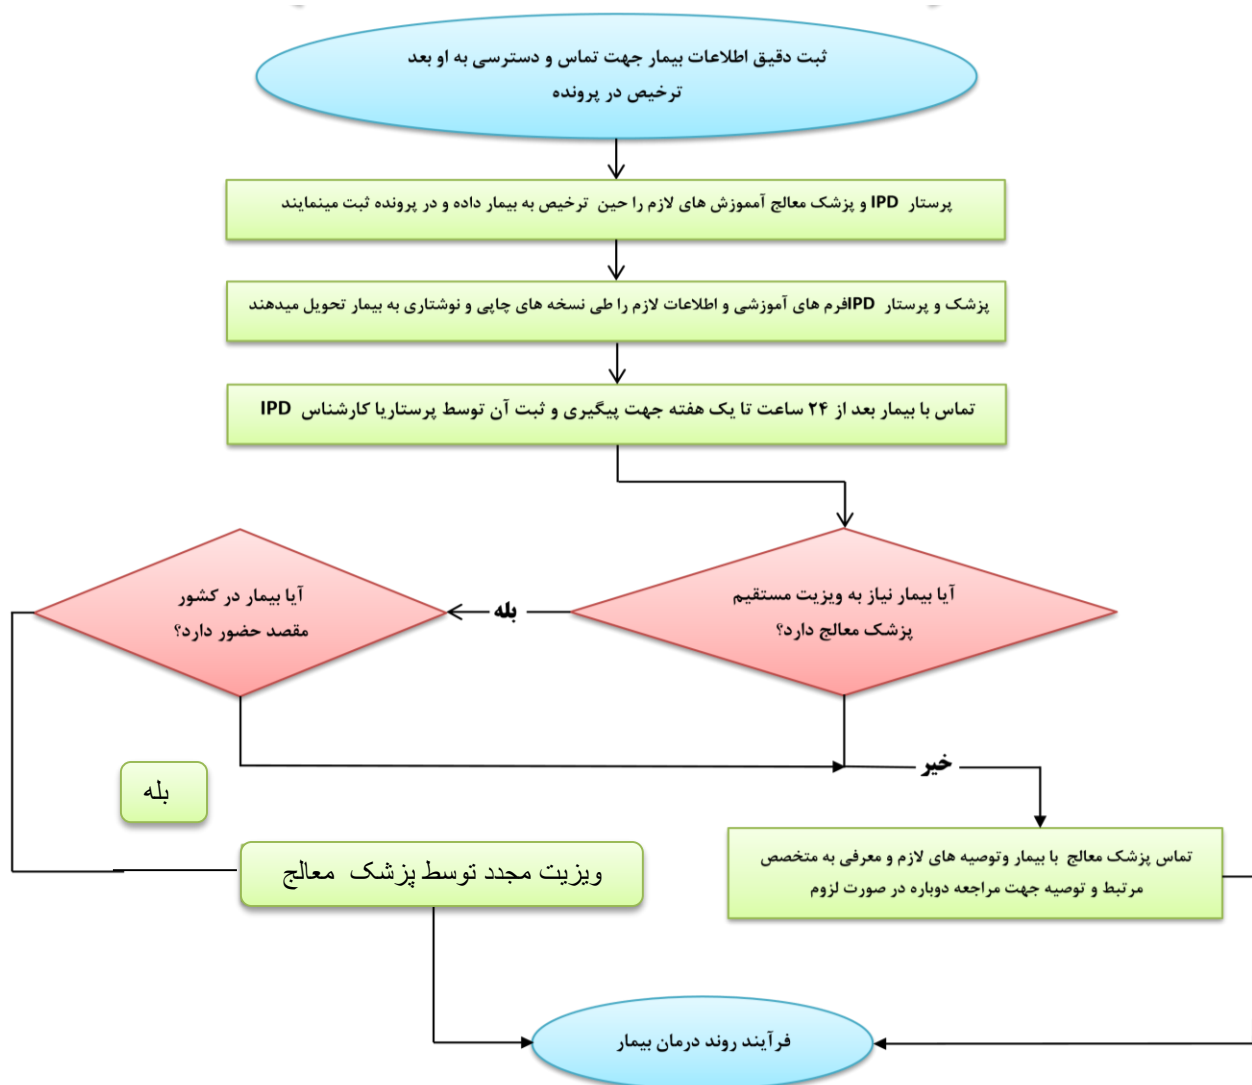 ثبت دقیق اطلاعات بیمار جهت تماس و دسترسی به او بعد
ترخیص در پرونده
پرستار IPD و پزشک معالج آمموزش های لازم را حین ترخیص به بیمار داده و در پرونده ثبت مینمایند
پزشک و پرستار IPDفرم های آموزشی و اطلاعات لازم را طی نسخه های چاپی و نوشتاری به بیمار تحویل میدهند
تماس با بیمار بعد از ۲۴ ساعت تا یک هفته جهت پیگیری و ثبت آن توسط پرستاریا کارشناس IPD
آیا بیمار نیاز به ویزیت مستقیم
پزشک معالج دارد؟
بله
آیا بیمار در کشور
مقصد حضور دارد؟
خیر
بله
تماس پزشک معالج با بیمار وتوصیه های لازم و معرفی به متخصص
مرتبط و توصیه جهت مراجعه دوباره در صورت لزوم
ویزیت مجدد توسط پزشک معالج
فرآیند روند درمان بیمار